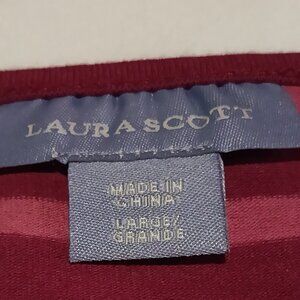 LAURA SCOTT
MADE IN
CHINA
LARGE/
GRANDE